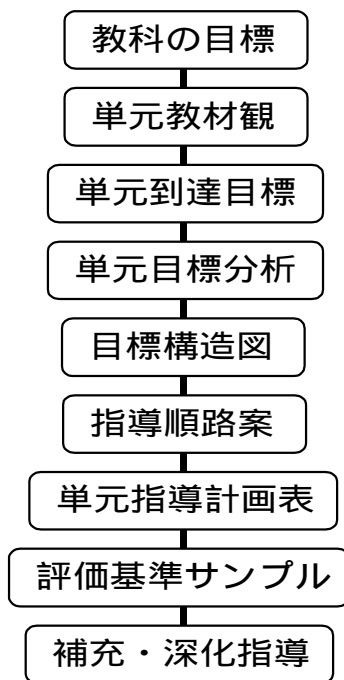 教科の目標
単元教材観
単元到達目標
単元目標分析
目標構造図
指導順路案
単元指導計画表
評価基準サンプル
補充・深化指導